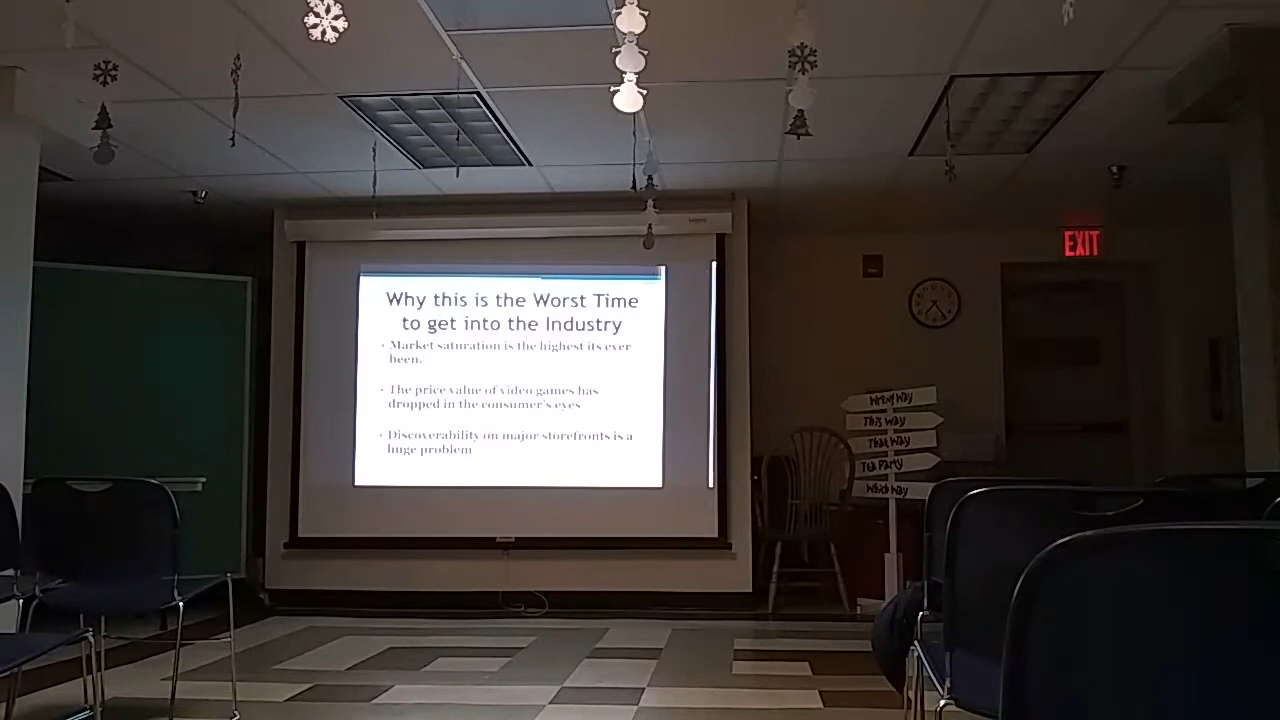 Why this is the Worst Time
to get into the Industry
• Market saturation is the highest its ever
been.
• The price value of video games has
dropped in the consumer's eyes
• Discoverability on major storefronts is a
huge problem
EXIT
Wrong Way
This way
That Way
Tea Party
Which Way